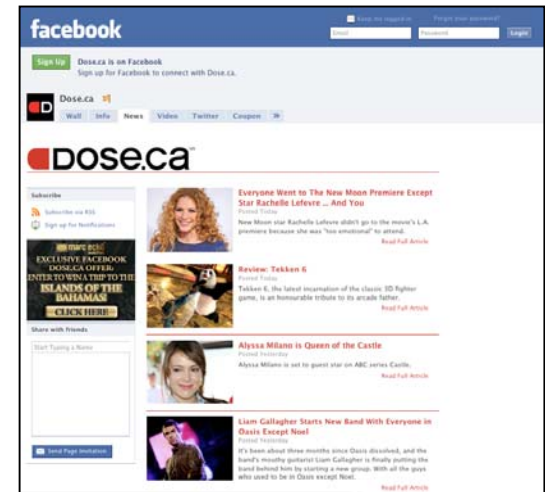 facebook
Keep me logged in
Forgot your password?
Email
Password
Login
Sign Up
Dose.ca is on Facebook
Sign up for Facebook to connect with Dose.ca.
Dose.ca
Wall Info News Video Twitter Coupon »
DOSE.CA™
Subscribe
Subscribe via RSS
Sign up for Notifications
marc ecko
EXCLUSIVE FACEBOOK
DOSE.CA OFFER:
ENTER TO WIN A TRIP TO THE
ISLANDS OF THE
BAHAMAS!
CLICK HERE!
Share with friends
Start Typing a Name
Send Page Invitation
Everyone Went to The New Moon Premiere Except
Star Rachelle Lefevre ... And You
Posted Today
New Moon star Rachelle Lefevre didn't go to the movie's L.A.
premiere because she was "too emotional" to attend.
Read Full Article
Review: Tekken 6
Posted Today
Tekken 6, the latest incarnation of the classic 3D fighter
game, is an honourable tribute to its arcade father.
Read Full Article
Alyssa Milano is Queen of the Castle
Posted Yesterday
Alyssa Milano is set to guest star on ABC series Castle.
Read Full Article
Liam Gallagher Starts New Band With Everyone in
Oasis Except Noel
Posted Yesterday
It's been about three months since Oasis dissolved, and the
band's mouthy guitarist Liam Gallagher is finally putting the
band behind him by starting a new group. With all the guys
who used to be in Oasis except Noel.
Read Full Article